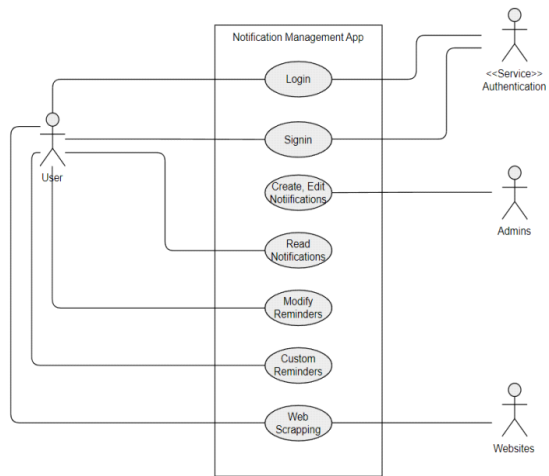 Notification Management App
Login
<<Service>>
Authentication
Signin
User
Create, Edit
Notifications
Admins
Read
Notifications
Modify
Reminders
Custom
Reminders
Web
Scrapping
Websites